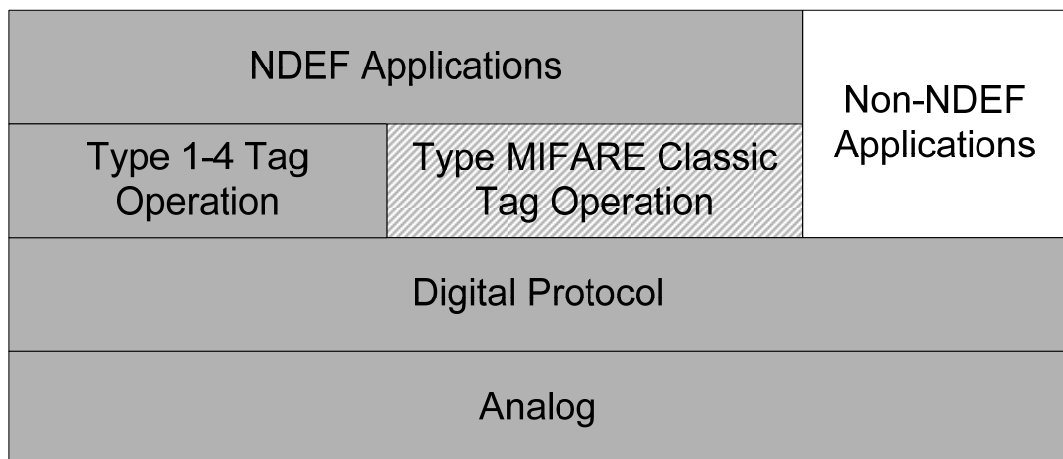 NDEF Applications
Non-NDEF
Applications
Type 1-4 Tag
Operation
Type MIFARE Classic
Tag Operation
Digital Protocol
Analog